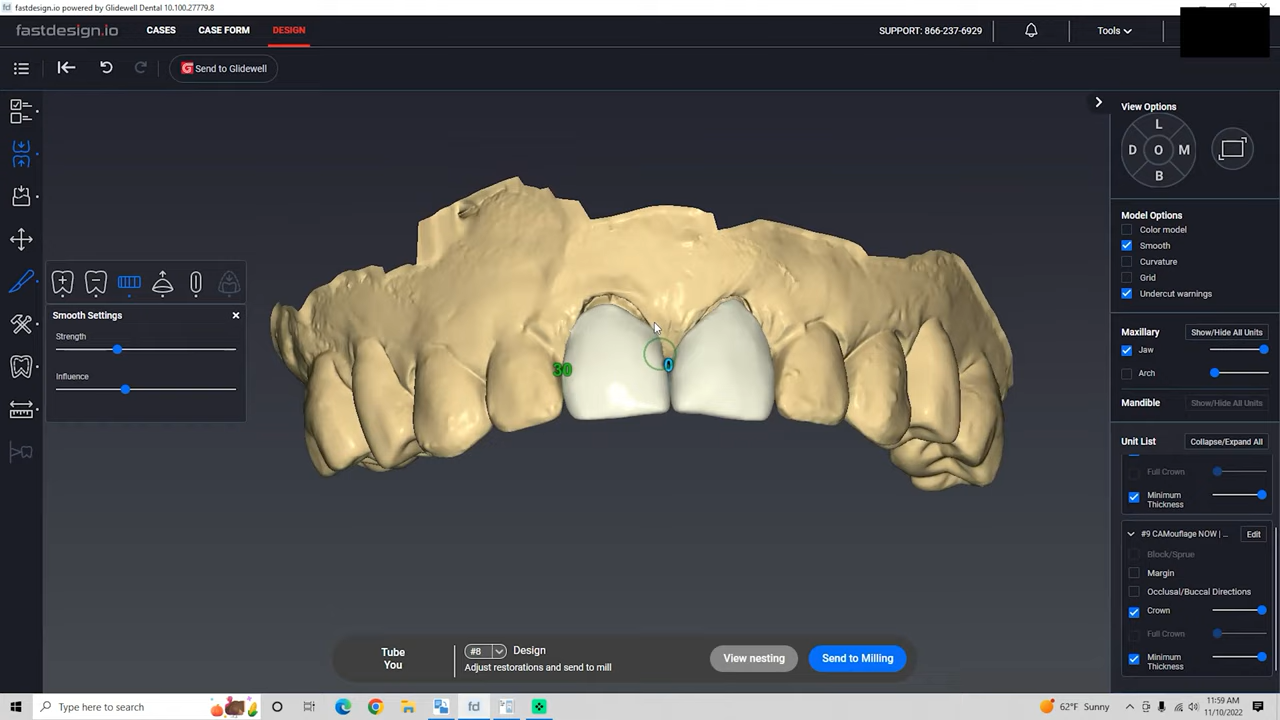 fastdesign.io powered by Glidewell Dental 10.100.27779.8
fastdesign.io
CASES
CASE FORM
DESIGN
SUPPORT: 866-237-6929
Tools
G Send to Glidewell
Smooth Settings
Strength
Influence
30
0
View Options
L
D
O
M
B
Model Options
Color model
Smooth
Curvature
Grid
Undercut warnings
Maxillary
Show/Hide All Units
Jaw
Arch
Mandible
Show/Hide All Units
Unit List
Collapse/Expand All
Full Crown
Minimum
Thickness
#9 CAMouflage NOW | ...
Edit
Block/Sprue
Margin
Occlusal/Buccal Directions
Crown
Full Crown
Minimum
Thickness
Tube
You
#8
Design
Adjust restorations and send to mill
View nesting
Send to Milling
Type here to search
fd
62°F Sunny
11:59 AM
11/10/2022